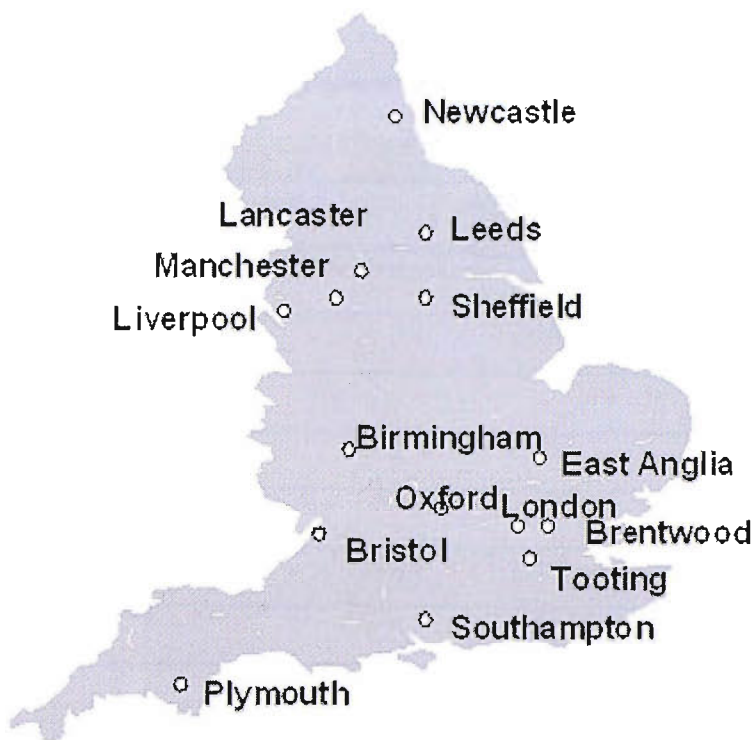 Newcastle
Lancaster
Leeds
Manchester
Liverpool
Sheffield
Birmingham
East Anglia
Oxford
London
Brentwood
Bristol
Tooting
Southampton
Plymouth